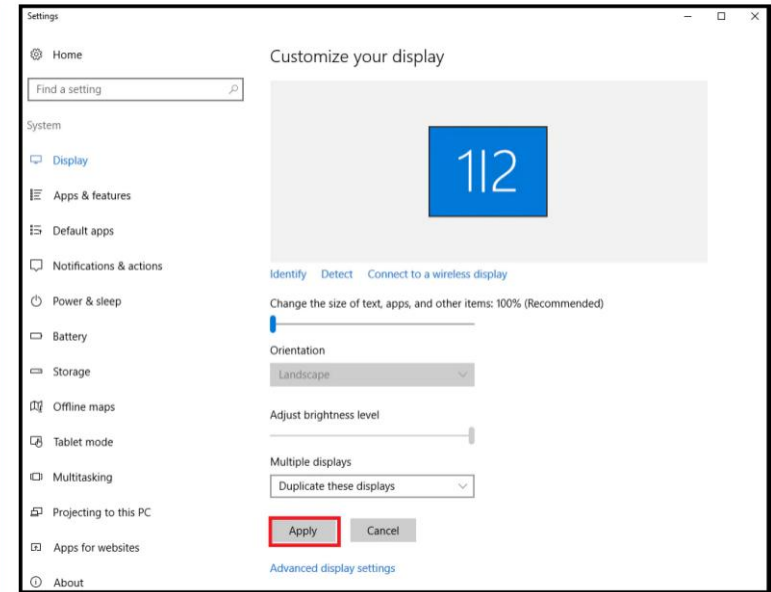 Settings
Home
Find a setting
System
Display
Apps & features
Default apps
Notifications & actions
Power & sleep
Battery
Storage
Offline maps
Tablet mode
Multitasking
Projecting to this PC
Apps for websites
About
Customize your display
1|2
Identify Detect Connect to a wireless display
Change the size of text, apps, and other items: 100% (Recommended)
Orientation
Landscape
Adjust brightness level
Multiple displays
Duplicate these displays
Apply Cancel
Advanced display settings